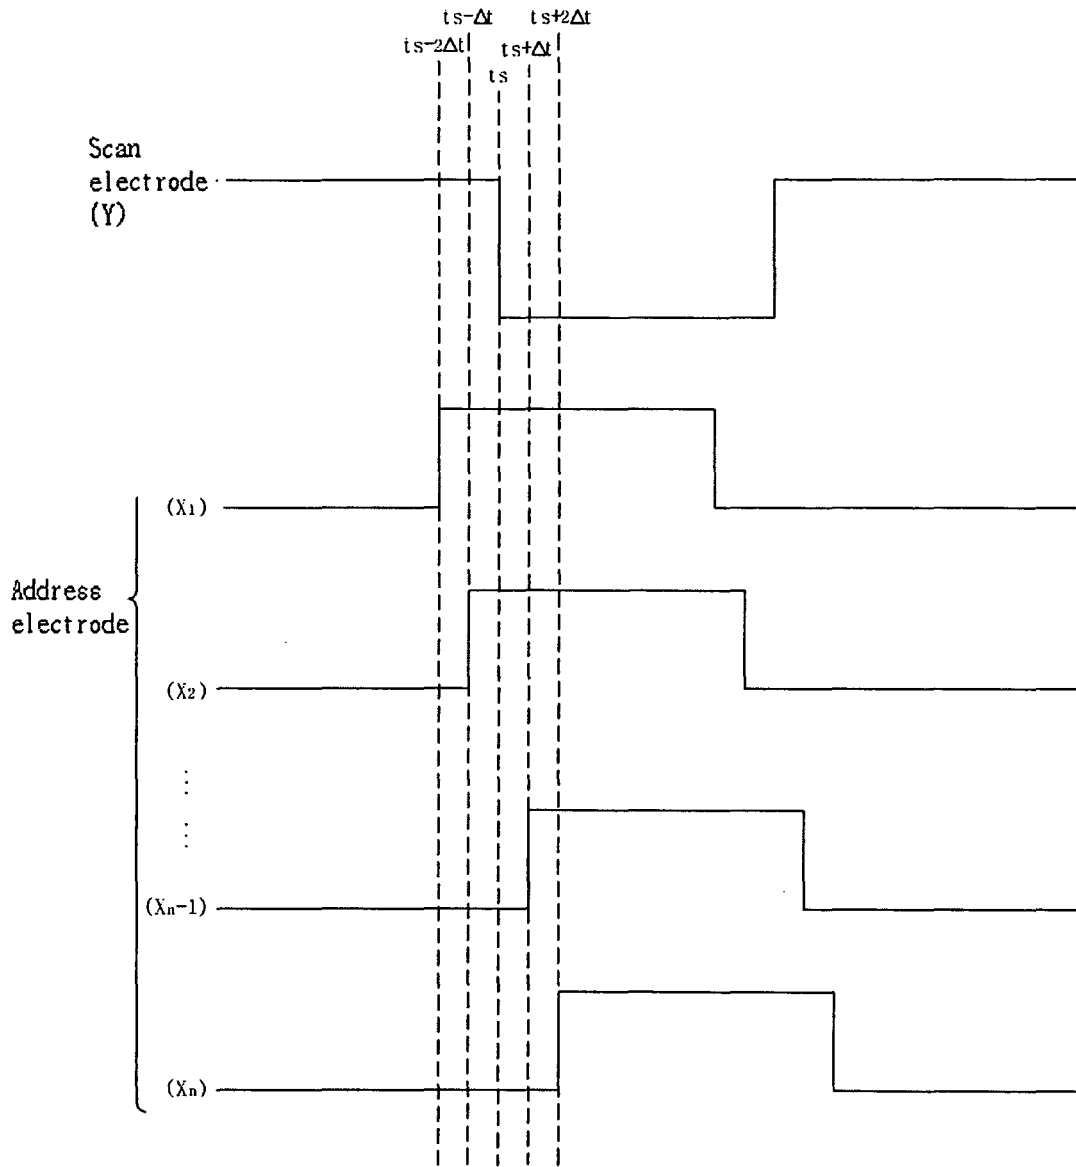 ts-Δt
ts+2Δt
ts-2Δt
ts+Δt
ts
Scan
electrode
(Y)
(X1)
Address
electrode
(X2)
(Xn-1)
(Xn)